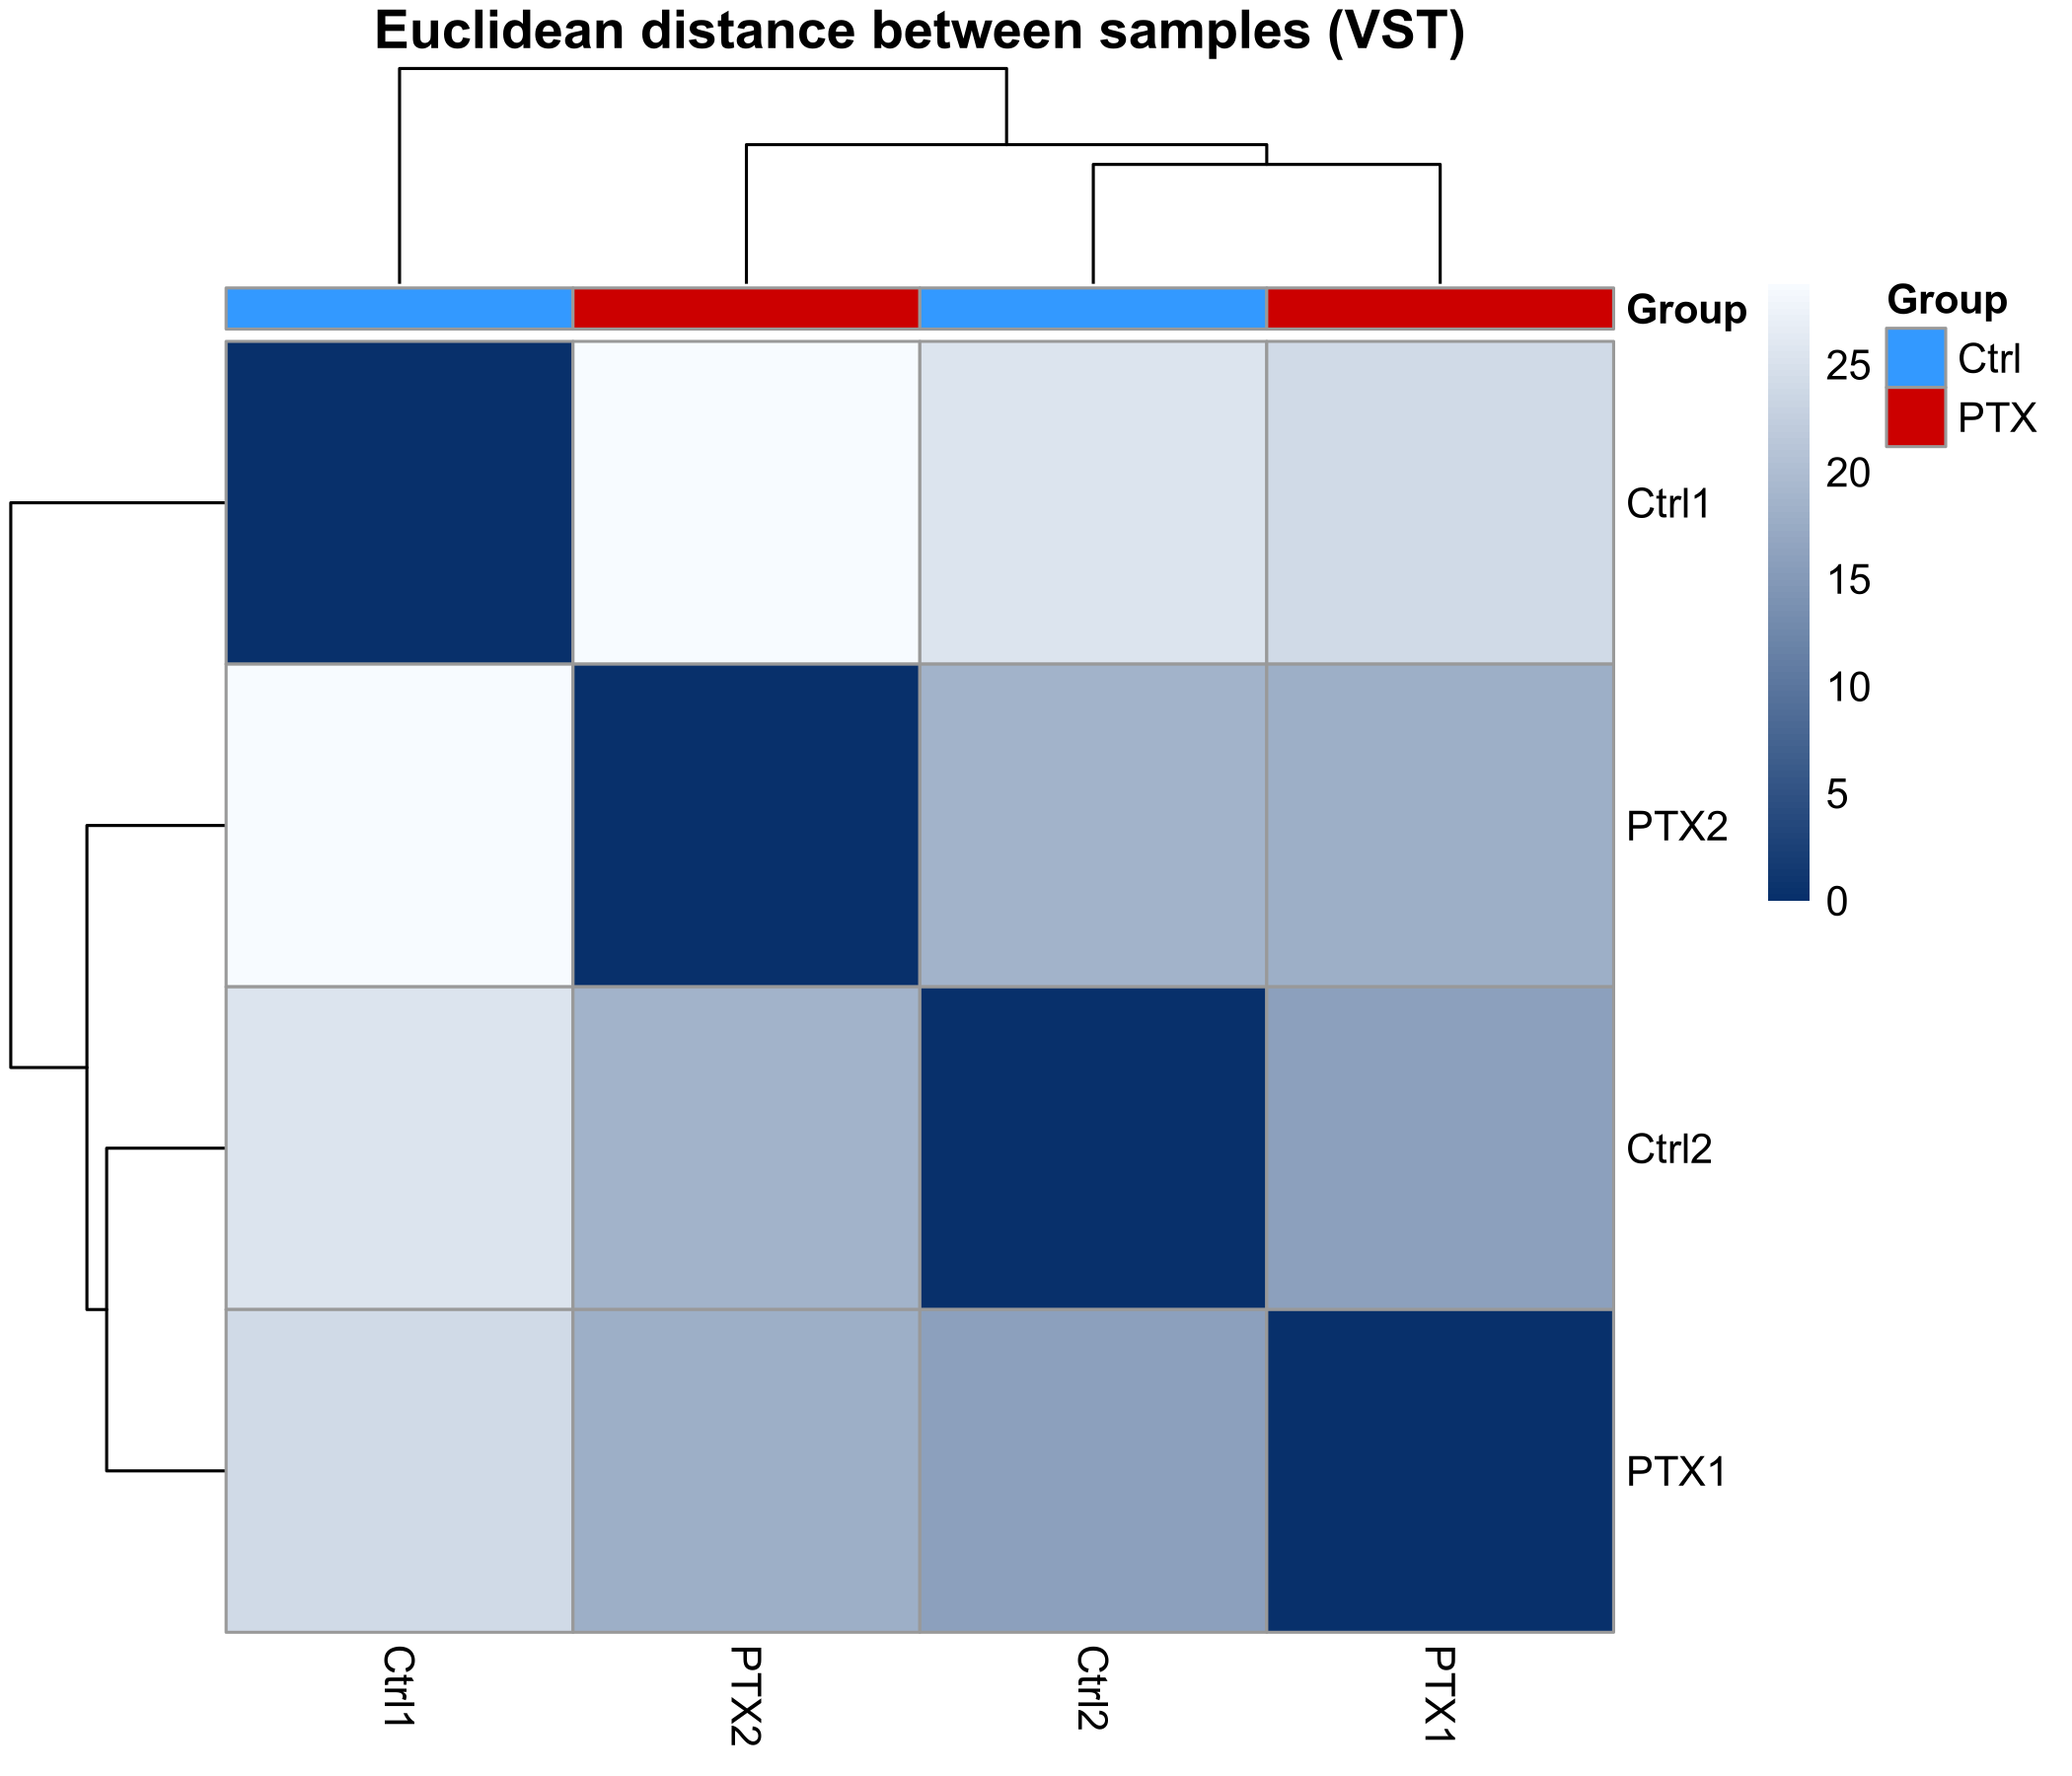 Euclidean distance between samples (VST)
Group
Group
Ctrl
PTX
25
20
15
10
5
0
Ctrl1
PTX2
Ctrl2
PTX1
Ctrl1
PTX2
Ctrl2
PTX1